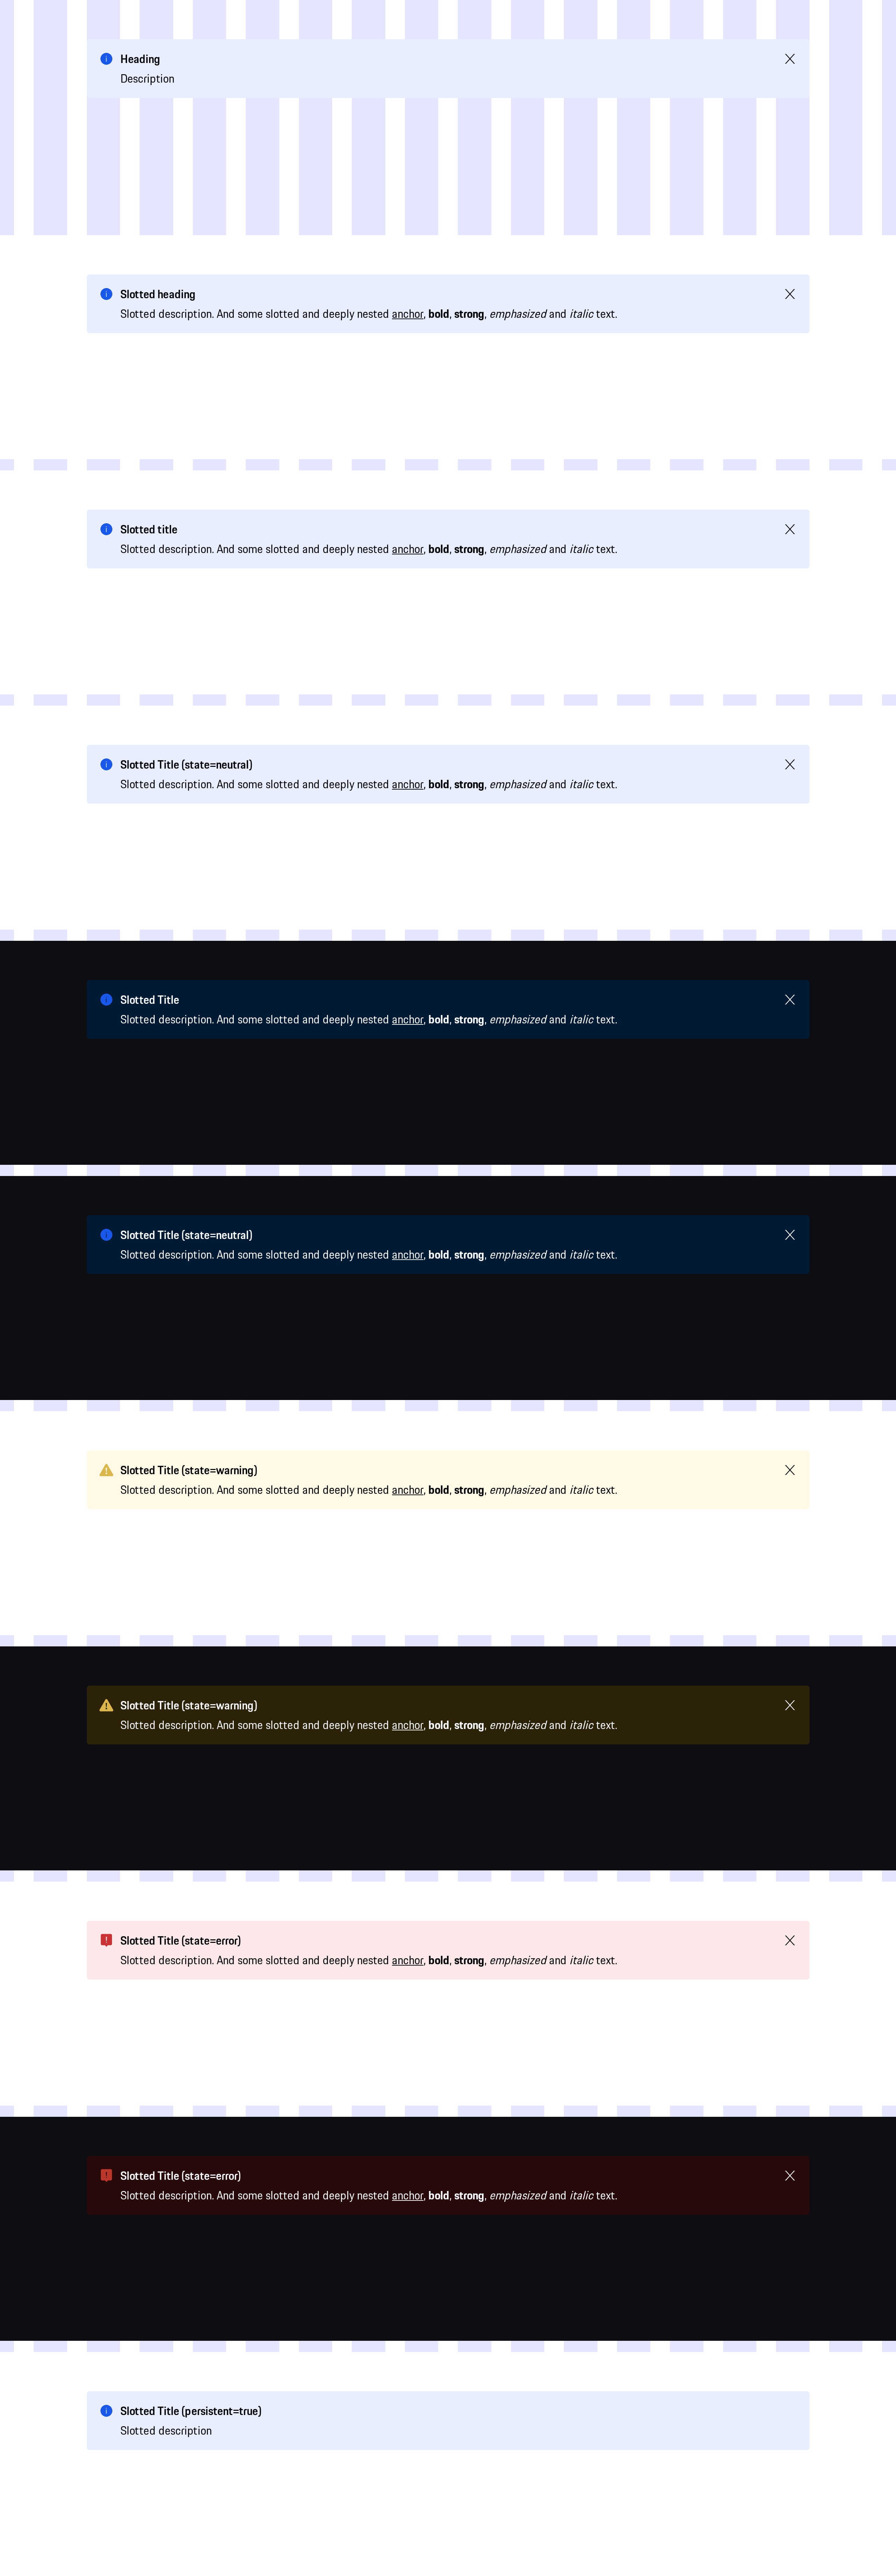 Heading
Description
Slotted heading
Slotted description. And some slotted and deeply nested anchor, bold, strong, emphasized and italic text.
Slotted title
Slotted description. And some slotted and deeply nested anchor, bold, strong, emphasized and italic text.
Slotted Title (state=neutral)
Slotted description. And some slotted and deeply nested anchor, bold, strong, emphasized and italic text.
Slotted Title
Slotted description. And some slotted and deeply nested anchor, bold, strong, emphasized and italic text.
Slotted Title (state=neutral)
Slotted description. And some slotted and deeply nested anchor, bold, strong, emphasized and italic text.
Slotted Title (state=warning)
Slotted description. And some slotted and deeply nested anchor, bold, strong, emphasized and italic text.
Slotted Title (state=warning)
Slotted description. And some slotted and deeply nested anchor, bold, strong, emphasized and italic text.
Slotted Title (state=error)
Slotted description. And some slotted and deeply nested anchor, bold, strong, emphasized and italic text.
Slotted Title (state=error)
Slotted description. And some slotted and deeply nested anchor, bold, strong, emphasized and italic text.
Slotted Title (persistent=true)
Slotted description